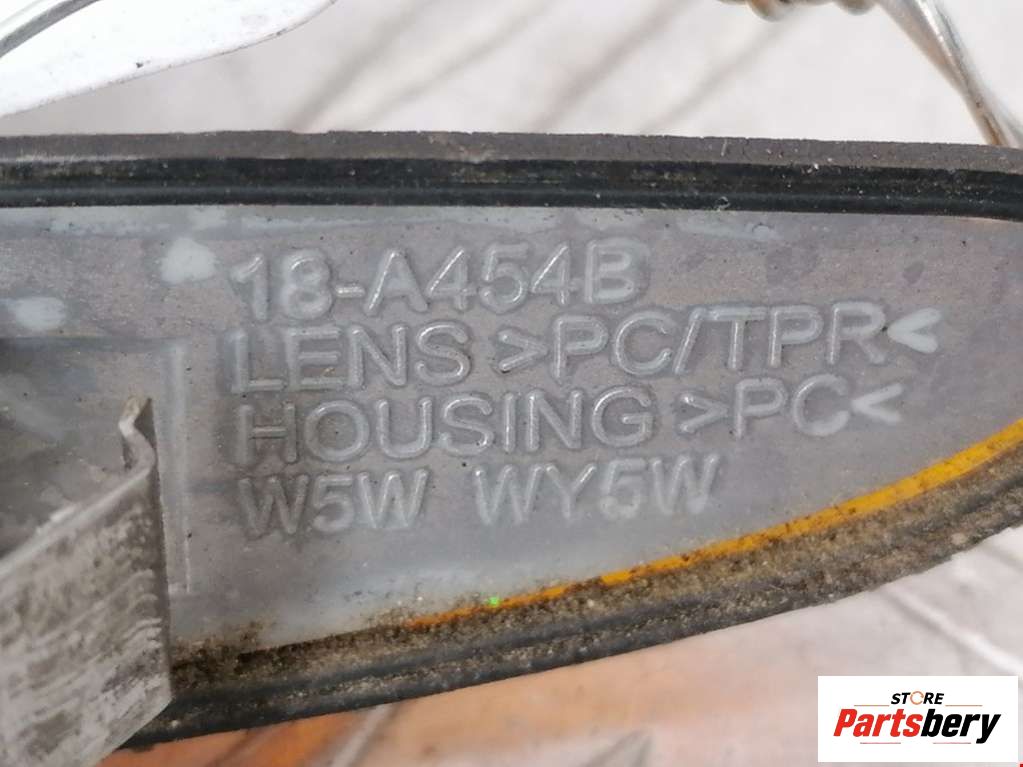 18-A454B
LENS >PC/TPR<
HOUSING >PC<
W5W WY5W
STORE
Partsbery